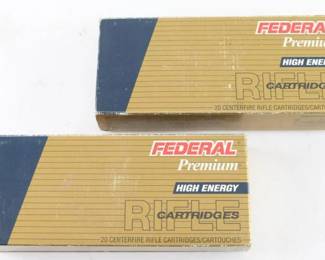 FEDERAL
Premium
HIGH ENERGY
RIFLE
CARTRIDGES
20 CENTERFIRE RIFLE CARTRIDGES/CARTOU
FEDERAL
Premium
HIGH ENERGY
RIFLE
CARTRIDGES
20 CENTERFIRE RIFLE CARTRIDGES/CARTOUCHES